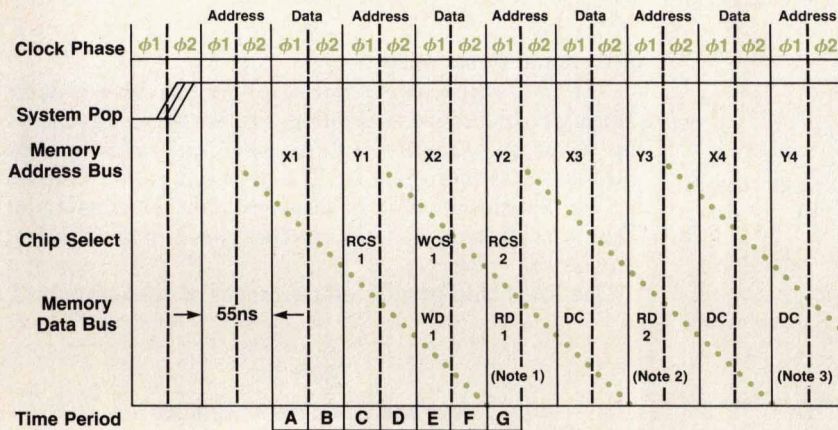 Address Data Address Data Address Data Address Data Address
Clock Phase ϕ1 ϕ2 ϕ1 ϕ2 ϕ1 ϕ2 ϕ1 ϕ2 ϕ1 ϕ2 ϕ1 ϕ2 ϕ1 ϕ2 ϕ1 ϕ2 ϕ1 ϕ2 ϕ1 ϕ2
System Pop
Memory
Address Bus X1 Y1 X2 Y2 X3 Y3 X4 Y4
Chip Select RCS WCS RCS
1 1 2
Memory
Data Bus 55ns WD RD DC RD DC DC
1 1 2
(Note 1) (Note 2) (Note 3)
Time Period A B C D E F G